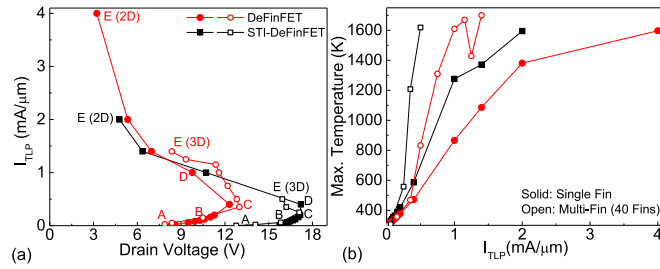 (a)
I_TLP (mA/μm)
4
3
2
1
0
0 3 6 9 12 15 18
Drain Voltage (V)
DeFinFET
STI-DeFinFET
E (2D)
E (2D)
E (3D)
D
E (3D)
A
B
C
A
B
C
(b)
Max. Temperature (K)
1600
1400
1200
1000
800
600
400
0 1 2 3 4
I_TLP(mA/μm)
Solid: Single Fin
Open: Multi-Fin (40 Fins)